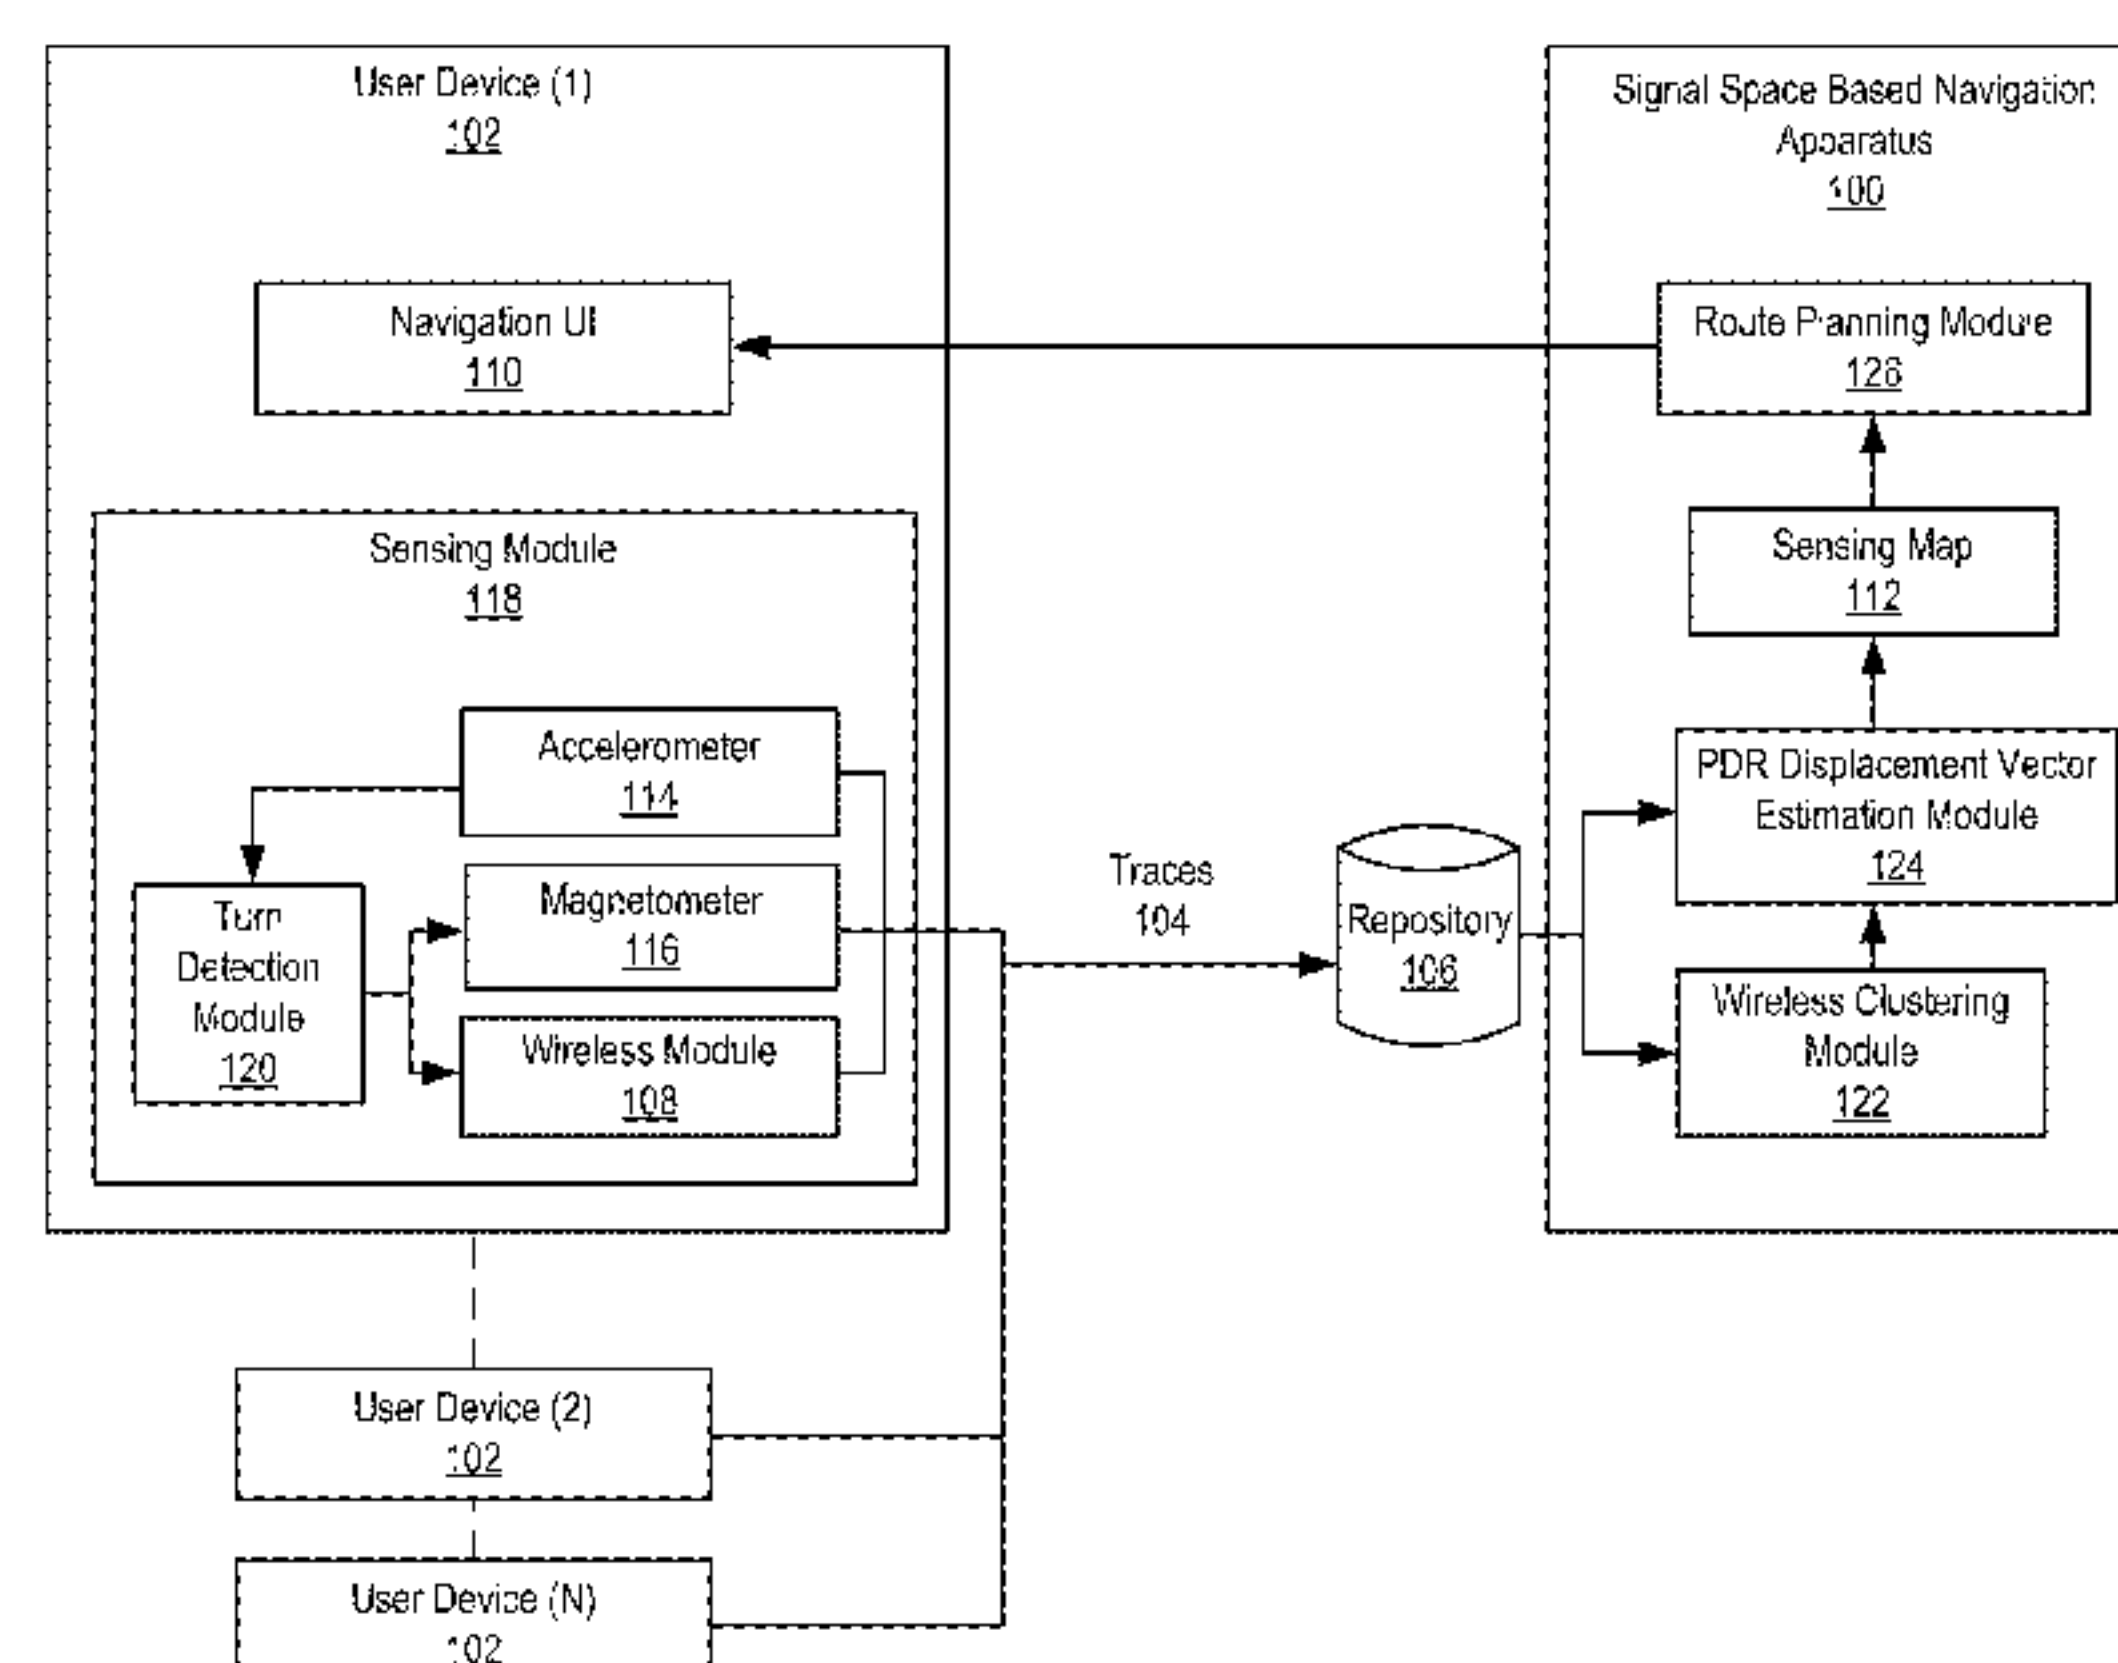 User Device (1)
102
Navigation UI
110
Sensing Module
118
Accelerometer
114
Magnetometer
116
Wireless Module
108
Turn
Detection
Module
120
User Device (2)
102
User Device (N)
102
Traces
104
Repository
106
Signal Space Based Navigation
Apparatus
100
Route Planning Module
Sensing Map
112
PDR Displacement Vector
Estimation Module
124
Wireless Clustering
Module
122